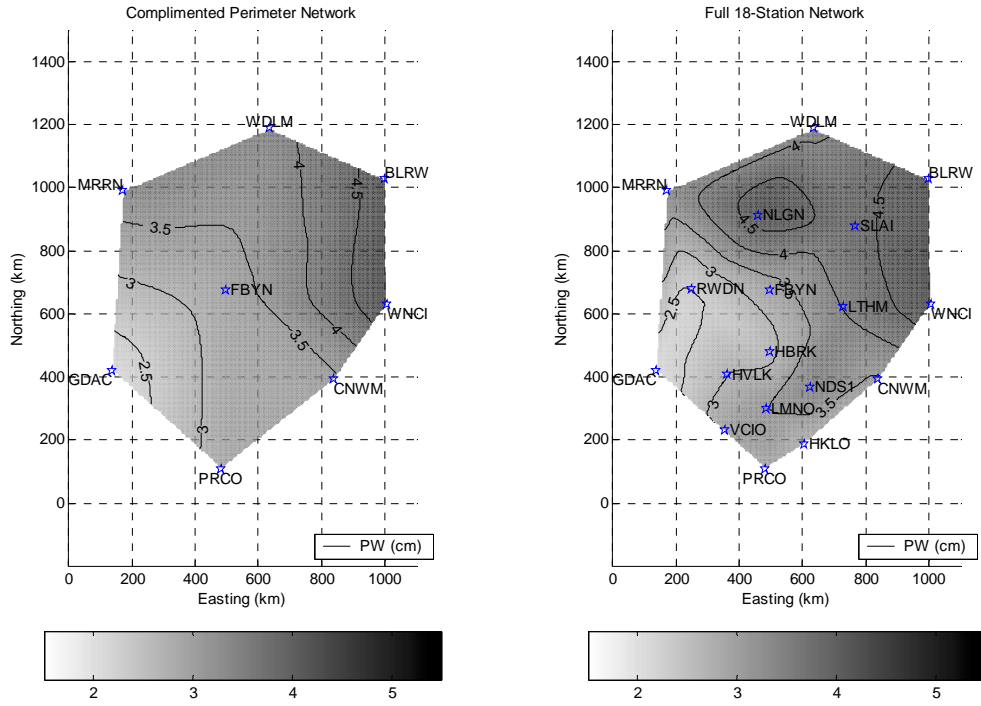 Complimented Perimeter Network
1400
1200
1000
800
600
400
200
0
Northing (km)
WDLM
BLRW
MRRN
4
4.5
3.5
3
FBYN
WNCI
4
3.5
GDAC
2.5
CNWM
3
PRCO
PW (cm)
0 200 400 600 800 1000
Easting (km)
2 3 4 5
Full 18-Station Network
1400
1200
1000
800
600
400
200
0
Northing (km)
WDLM
4
BLRW
MRRN
NLGN
4.5
SLAI
4.5
4
3
RWDN
3.5
FBYN
2.5
LTHM
WNCI
HBRK
GDAC
HVLK
NDS1
CNWM
3
LMNO
3.5
VCIO
HKLO
PRCO
PW (cm)
0 200 400 600 800 1000
Easting (km)
2 3 4 5